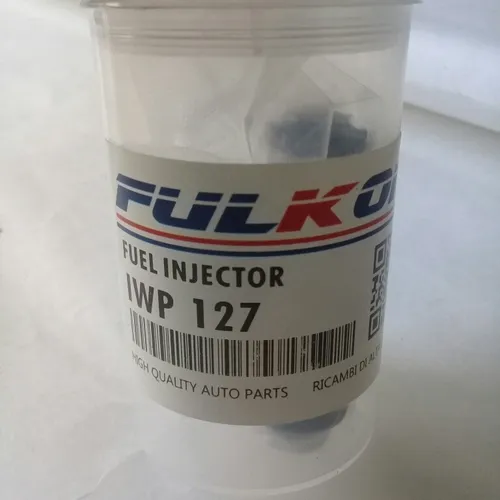 FULKO
FUEL INJECTOR
IWP 127
HIGH QUALITY AUTO PARTS RICAMBI DI